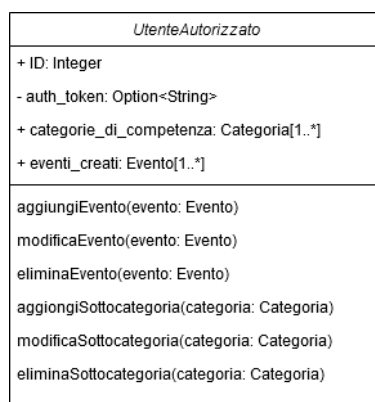 UtenteAutorizzato
+ ID: Integer
- auth_token: Option<String>
+ categorie_di_competenza: Categoria[1..*]
+ eventi_creati: Evento[1..*]
aggiungiEvento(evento: Evento)
modificaEvento(evento: Evento)
eliminaEvento(evento: Evento)
aggiongiSottocategoria(categoria: Categoria)
modificaSottocategoria(categoria: Categoria)
eliminaSottocategoria(categoria: Categoria)